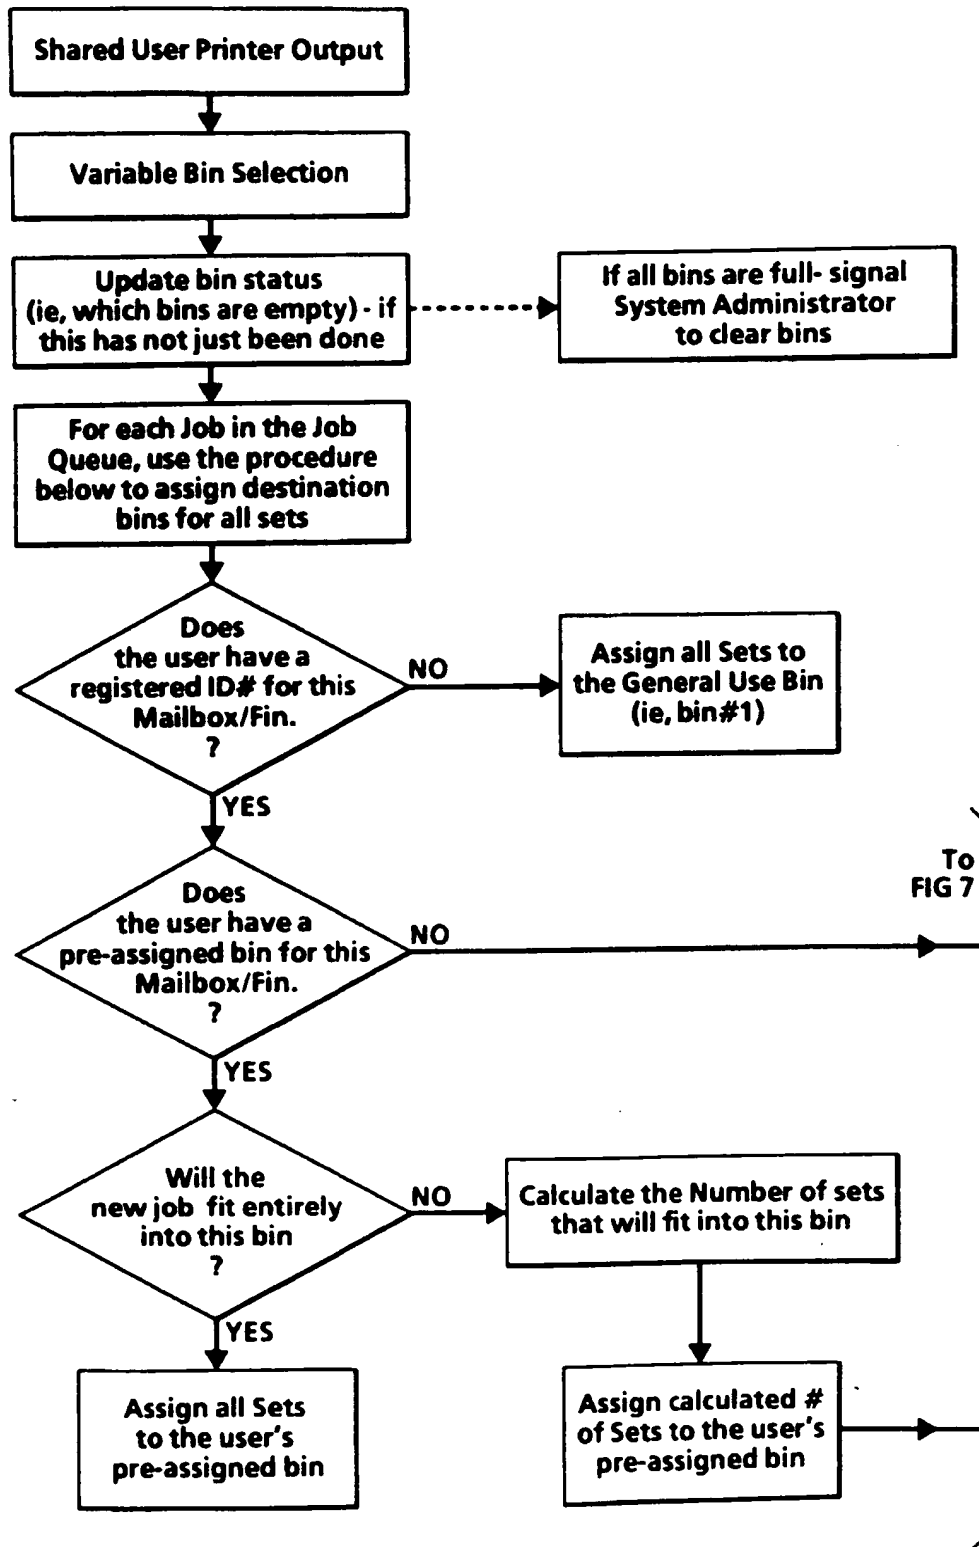 Shared User Printer Output
Variable Bin Selection
Update bin status
(ie, which bins are empty) - if
this has not just been done
If all bins are full- signal
System Administrator
to clear bins
For each Job in the Job
Queue, use the procedure
below to assign destination
bins for all sets
Does
the user have a
registered ID# for this
Mailbox/Fin.
?
NO
Assign all Sets to
the General Use Bin
(ie, bin#1)
YES
Does
the user have a
pre-assigned bin for this
Mailbox/Fin.
?
NO
To
FIG 7
YES
Will the
new job fit entirely
into this bin
?
NO
Calculate the Number of sets
that will fit into this bin
YES
Assign all Sets
to the user's
pre-assigned bin
Assign calculated #
of Sets to the user's
pre-assigned bin